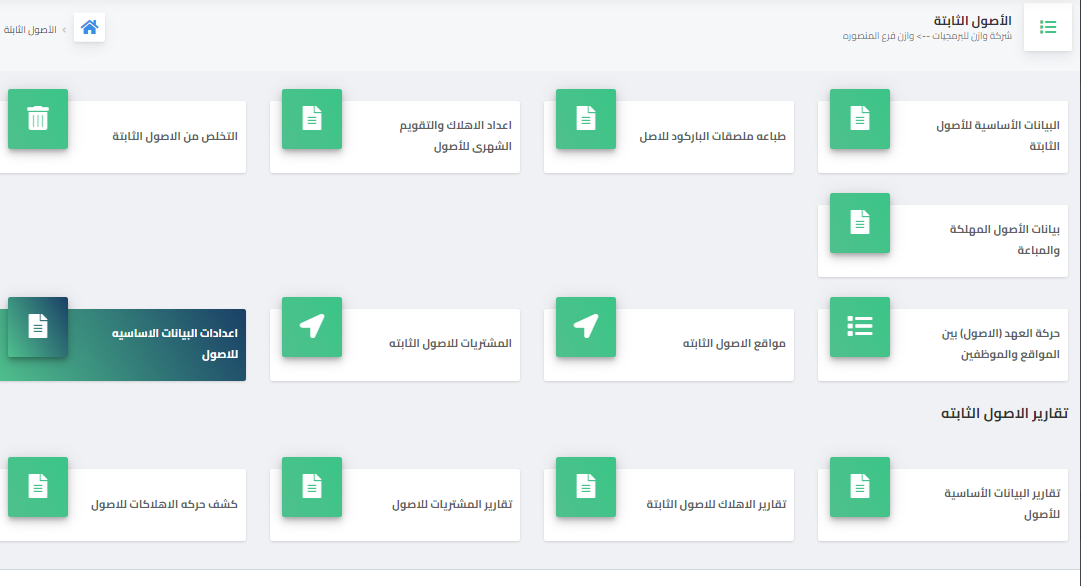 الأصول الثابتة
شركة وازن للبرمجيات --> وازن فرع المنصوره
الأصول الثابتة
البيانات الأساسية للأصول
الثابتة
طباعه ملصقات الباركود للاصل
اعداد الاهلاك والتقويم
الشهرى للأصول
التخلص من الاصول الثابتة
بيانات الأصول المهلكة
والمباعة
حركة العهد (الاصول) بين
المواقع والموظفين
مواقع الاصول الثابته
المشتريات للاصول الثابته
اعدادات البيانات الاساسيه
للاصول
تقارير الاصول الثابته
تقارير البيانات الأساسية
للأصول
تقارير الاهلاك للاصول الثابتة
تقارير المشتريات للاصول
كشف حركه الاهلاكات للاصول